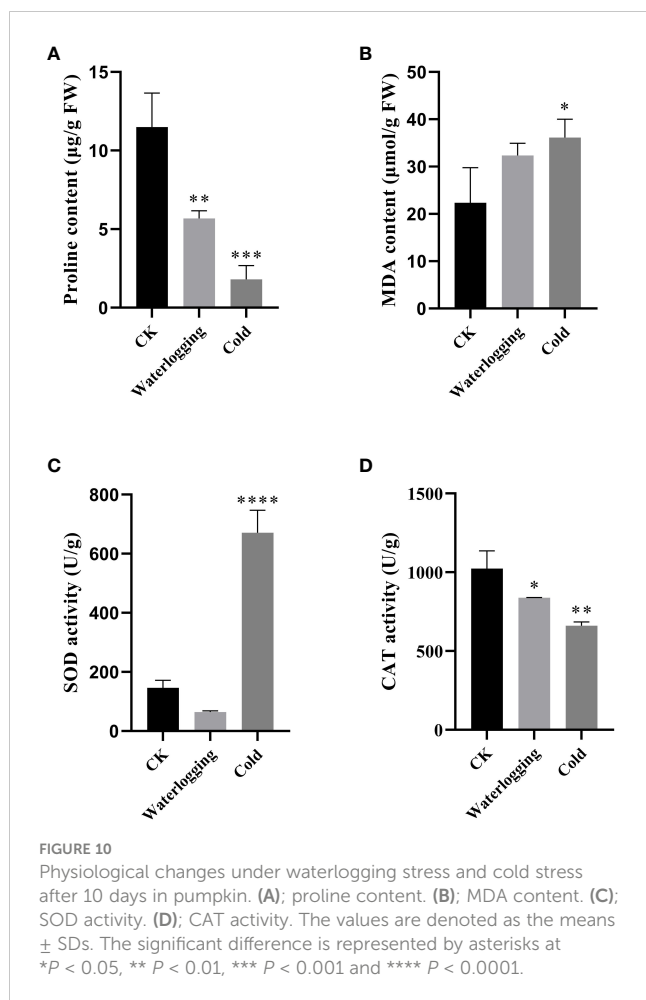 A
Proline content (µg/g FW)
15
10
5
0
**
***
CK
Waterlogging
Cold
B
MDA content (µmol/g FW)
50
40
30
20
10
0
*
CK
Waterlogging
Cold
C
SOD activity (U/g)
800
600
400
200
0
****
CK
Waterlogging
Cold
D
CAT activity (U/g)
1500
1000
500
0
*
**
CK
Waterlogging
Cold
FIGURE 10
Physiological changes under waterlogging stress and cold stress
after 10 days in pumpkin. (A); proline content. (B); MDA content. (C);
SOD activity. (D); CAT activity. The values are denoted as the means
± SDs. The significant difference is represented by asterisks at
*P < 0.05, ** P < 0.01, *** P < 0.001 and **** P < 0.0001.